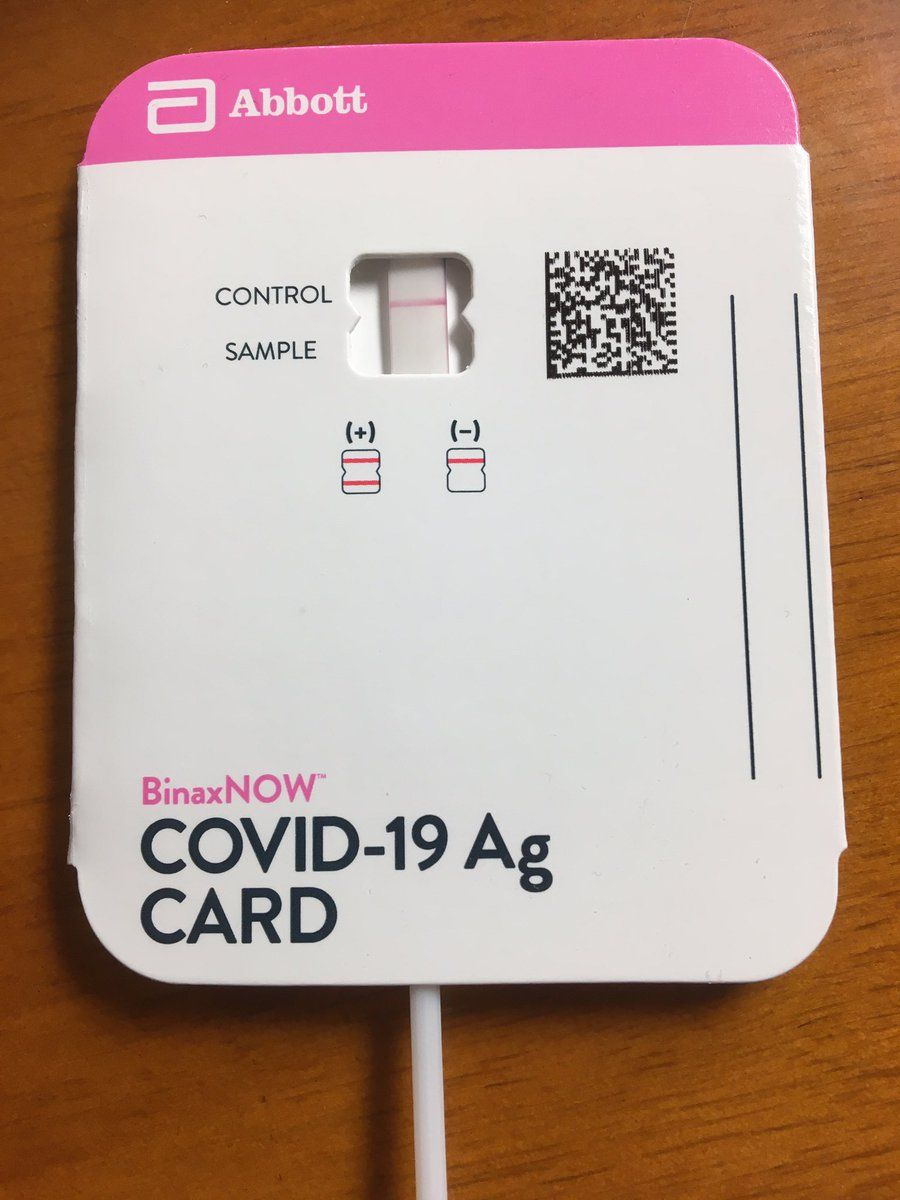 Abbott
CONTROL
SAMPLE
(+) (-)
BinaxNOW™
COVID-19 Ag
CARD